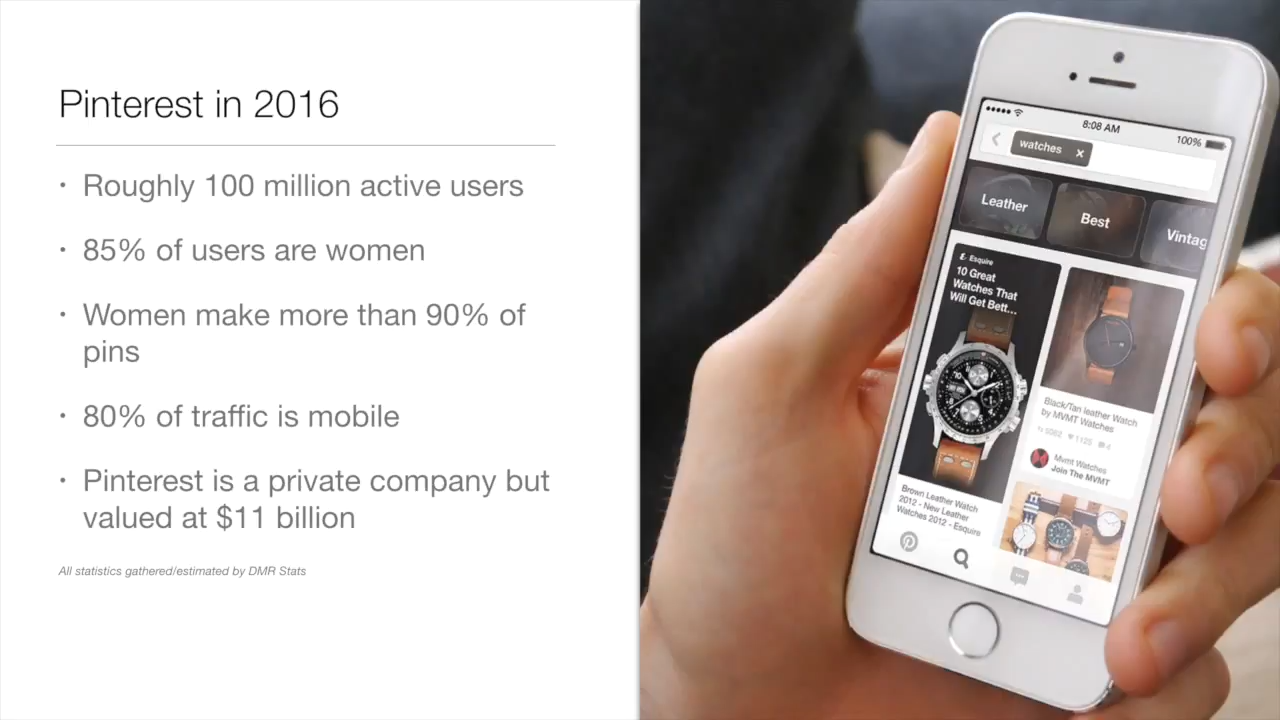 Pinterest in 2016
• Roughly 100 million active users
• 85% of users are women
• Women make more than 90% of
pins
• 80% of traffic is mobile
• Pinterest is a private company but
valued at $11 billion
All statistics gathered/estimated by DMR Stats
8:08 AM
100%
watches ×
Leather
Best
Vintag
Esquire
10 Great
Watches That
Will Get Bett...
Black/Tan leather Watch
by MVMT Watches
5062 1125 4
Mvmt Watches
Join The MVMT
Brown Leather Watch
2012 - New Leather
Watches 2012 - Esquire